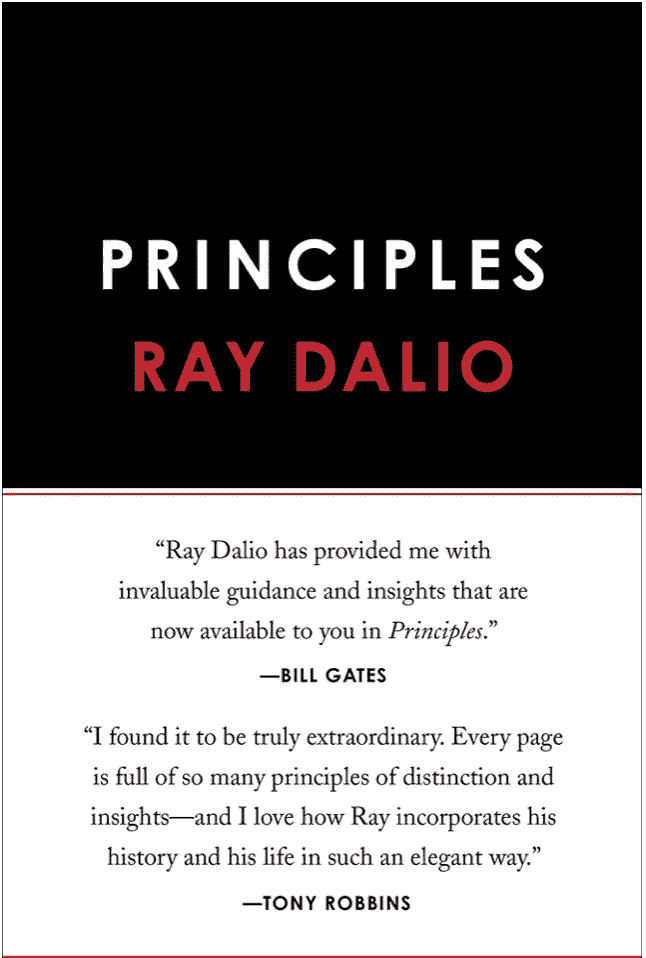 PRINCIPLES
RAY DALIO
“Ray Dalio has provided me with
invaluable guidance and insights that are
now available to you in Principles.”
—BILL GATES
“I found it to be truly extraordinary. Every page
is full of so many principles of distinction and
insights—and I love how Ray incorporates his
history and his life in such an elegant way.”
—TONY ROBBINS